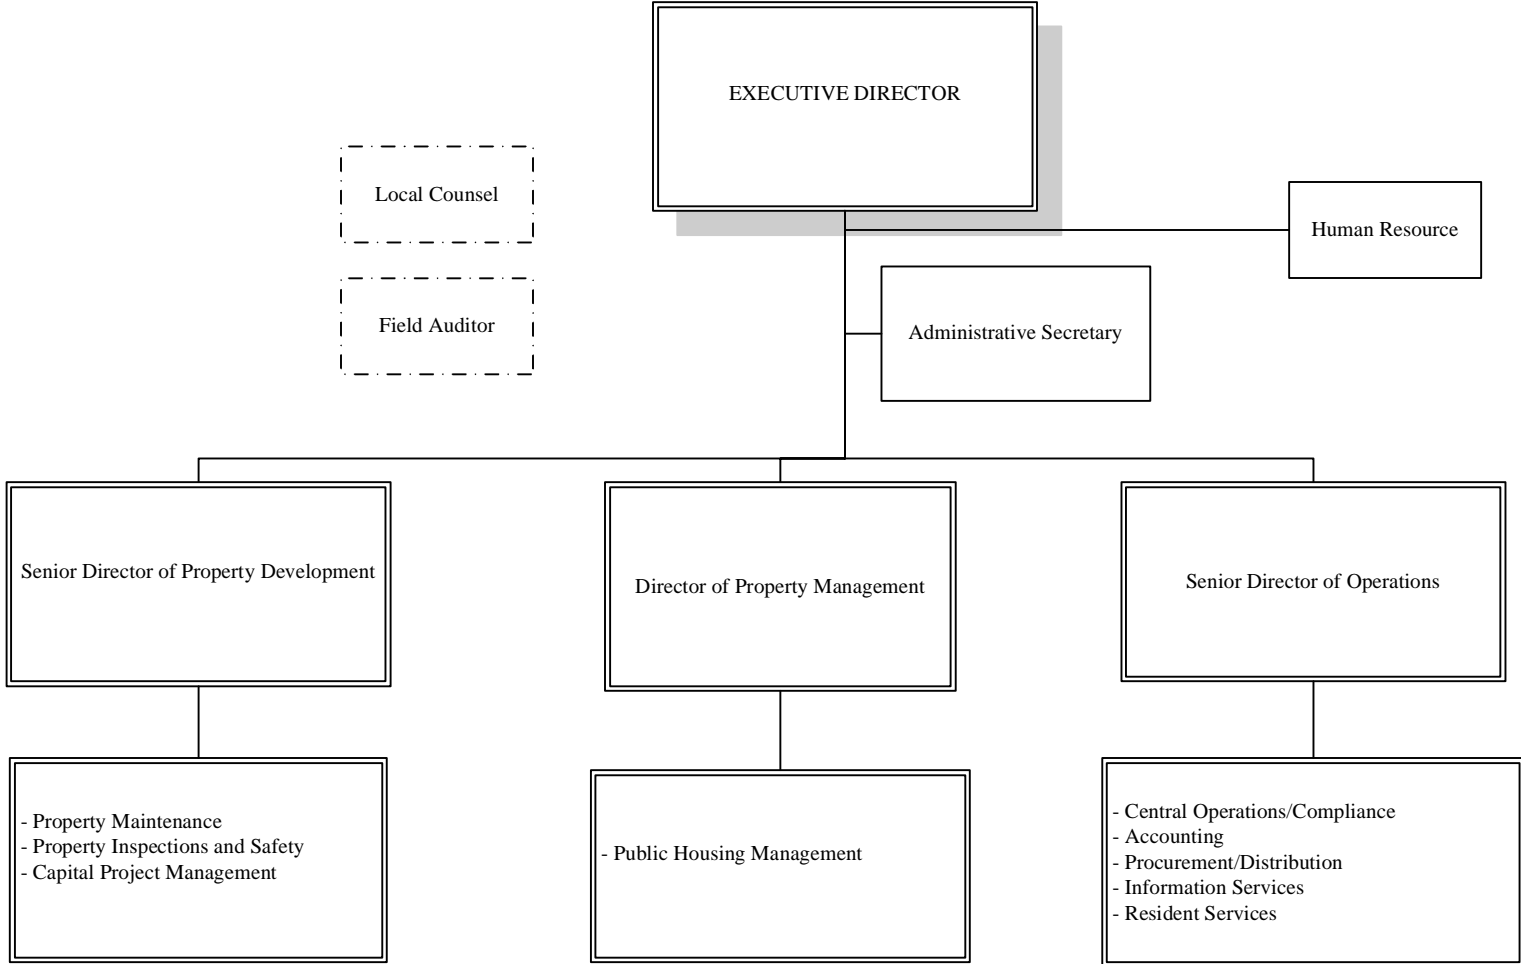 EXECUTIVE DIRECTOR
Local Counsel
Human Resource
Field Auditor
Administrative Secretary
Senior Director of Property Development
Director of Property Management
Senior Director of Operations
- Property Maintenance
- Property Inspections and Safety
- Capital Project Management
- Public Housing Management
- Central Operations/Compliance
- Accounting
- Procurement/Distribution
- Information Services
- Resident Services